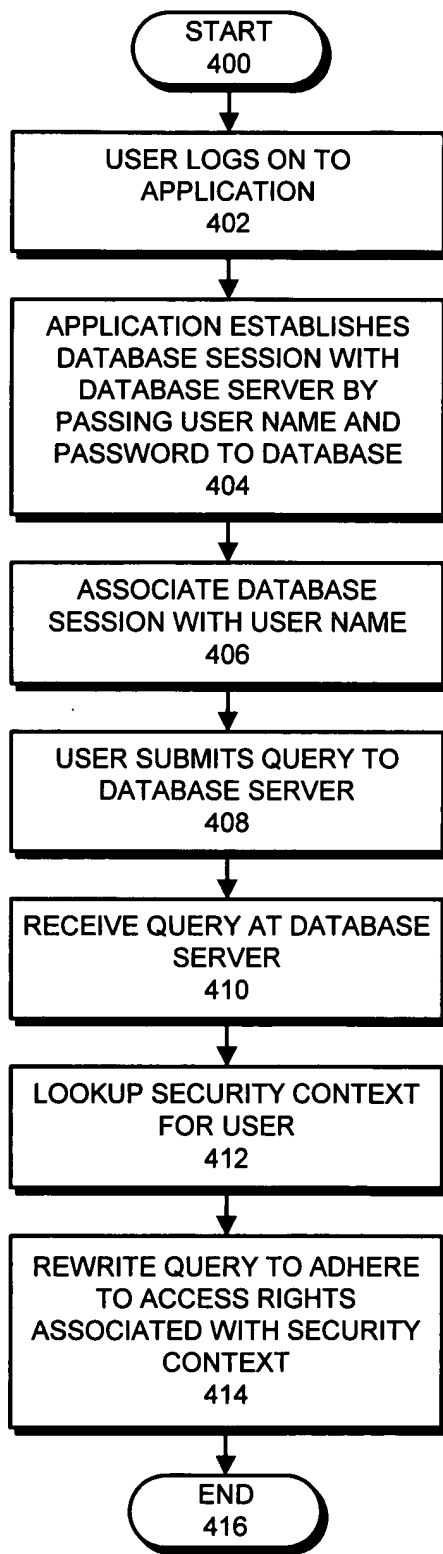 START
400
USER LOGS ON TO
APPLICATION
402
APPLICATION ESTABLISHES
DATABASE SESSION WITH
DATABASE SERVER BY
PASSING USER NAME AND
PASSWORD TO DATABASE
404
ASSOCIATE DATABASE
SESSION WITH USER NAME
406
USER SUBMITS QUERY TO
DATABASE SERVER
408
RECEIVE QUERY AT DATABASE
SERVER
410
LOOKUP SECURITY CONTEXT
FOR USER
412
REWRITE QUERY TO ADHERE
TO ACCESS RIGHTS
ASSOCIATED WITH SECURITY
CONTEXT
414
END
416